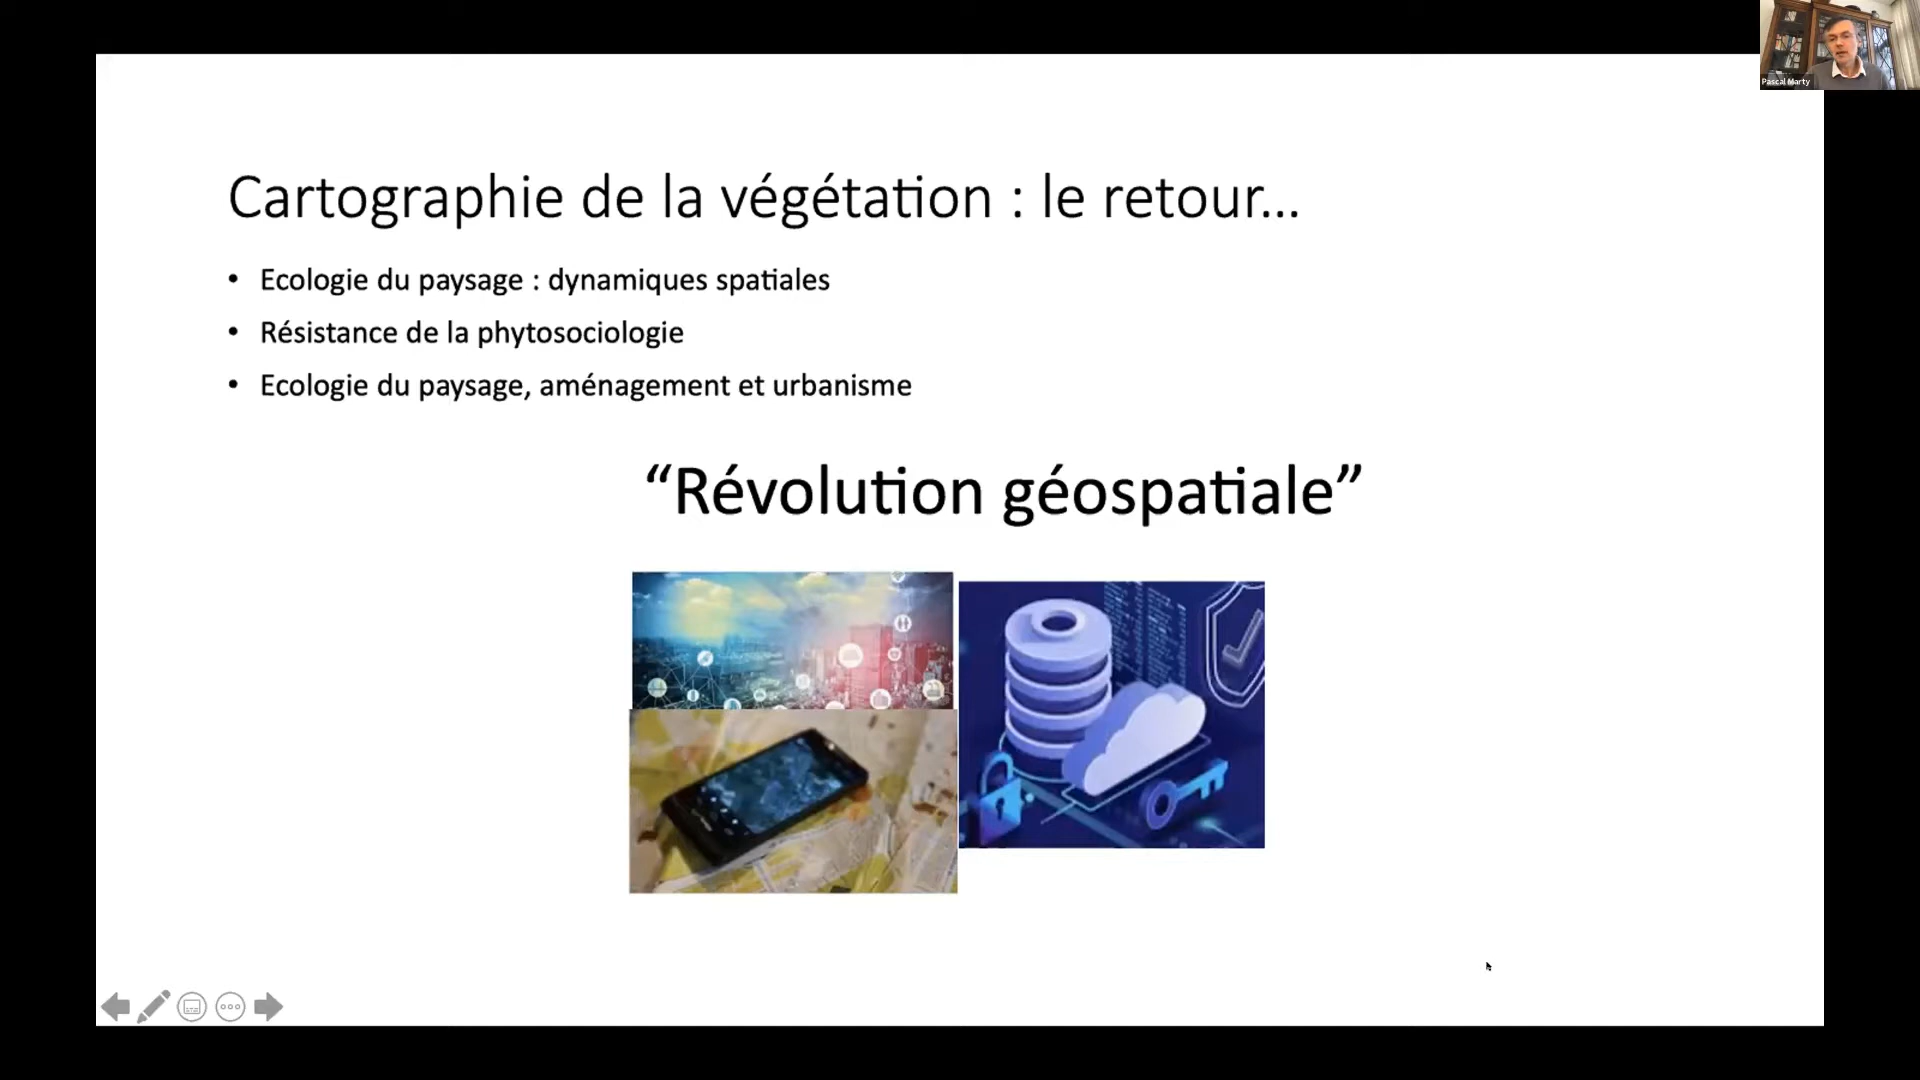 Pascal Marty
Cartographie de la végétation : le retour...
• Ecologie du paysage : dynamiques spatiales
• Résistance de la phytosociologie
• Ecologie du paysage, aménagement et urbanisme
“Révolution géospatiale”